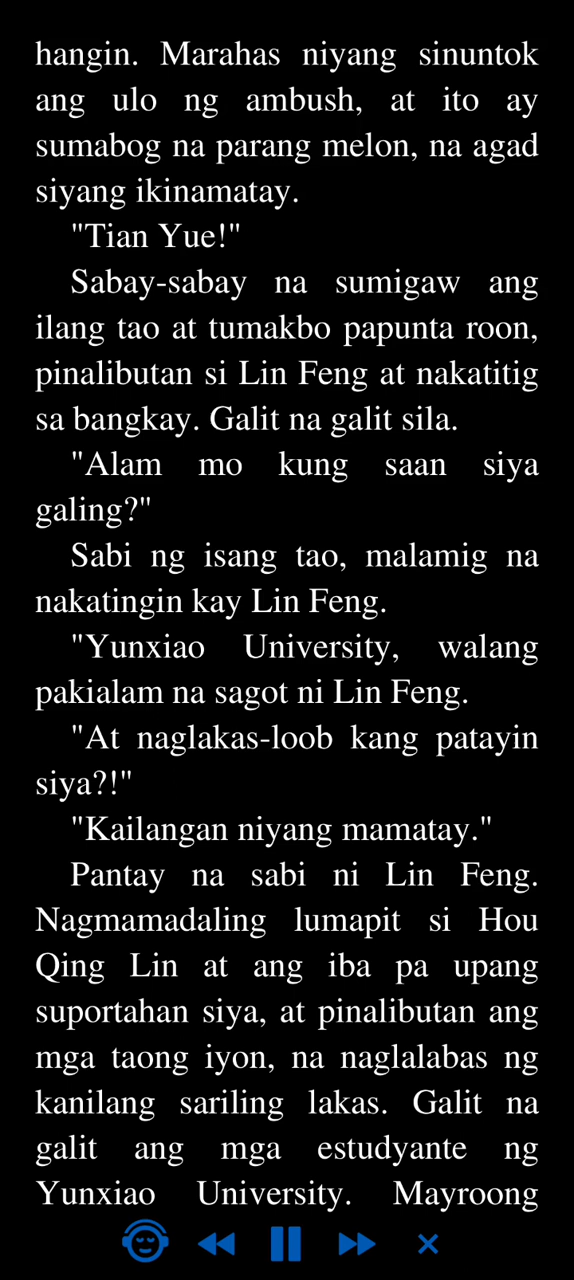 hangin. Marahas niyang sinuntok
ang ulo ng ambush, at ito ay
sumabog na parang melon, na agad
siyang ikinamatay.
"Tian Yue!"
Sabay-sabay na sumigaw ang
ilang tao at tumakbo papunta roon,
pinalibutan si Lin Feng at nakatitig
sa bangkay. Galit na galit sila.
"Alam mo kung saan siya
galing?"
Sabi ng isang tao, malamig na
nakatingin kay Lin Feng.
"Yunxiao University, walang
pakialam na sagot ni Lin Feng.
"At naglakas-loob kang patayin
siya?!"
"Kailangan niyang mamatay."
Pantay na sabi ni Lin Feng.
Nagmamadaling lumapit si Hou
Qing Lin at ang iba pa upang
suportahan siya, at pinalibutan ang
mga taong iyon, na naglalabas ng
kanilang sariling lakas. Galit na
galit ang mga estudyante ng
Yunxiao University. Mayroong